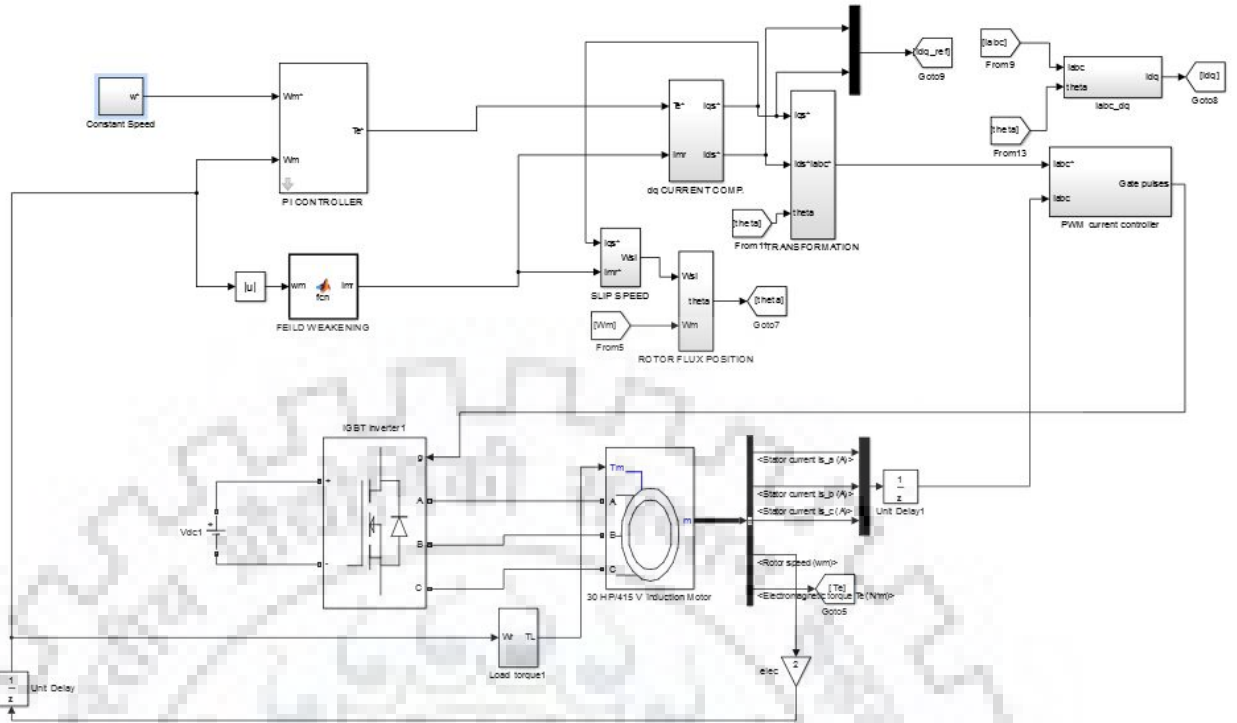 w*
Constant Speed
Wm*
Wm
Te*
PI CONTROLLER
|u|
wm
fcn
Imr
FEILD WEAKENING
Te*
Imr
Iqs*
Ids*
dq CURRENT COMP.
Iqs*
Imr*
Wsl
SLIP SPEED
[Wm]
From5
Wsl
Wm
theta
ROTOR FLUX POSITION
[theta]
Goto7
[theta]
From11
Iqs*
Ids*
Iabc*
theta
TRANSFORMATION
[Idq_ref]
Goto9
[Iabc]
From9
[theta]
From13
Iabc
theta
Idq
Iabc_dq
[Idq]
Goto8
Iabc*
Iabc
Gate pulses
PWM current controller
IGBT Inverter1
g
+
-
A
B
C
Vdc1
Tm
A
B
C
m
30 HP/415 V Induction Motor
<Stator current is_a (A)>
<Stator current is_b (A)>
<Stator current is_c (A)>
<Rotor speed (wm)>
<Electromagnetic torque Te (N*m)>
1
z
Unit Delay1
[Te]
Goto5
Wr
TL
Load torque1
2
elec
1
z
Unit Delay